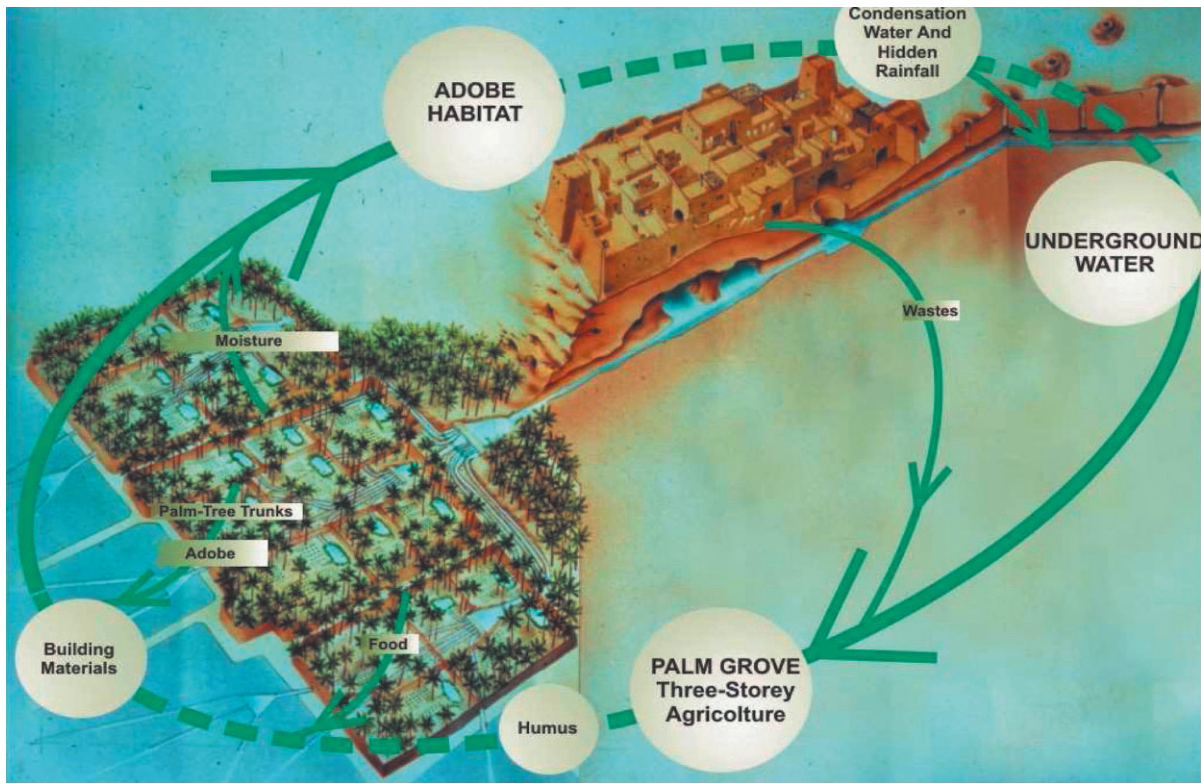 Condensation
Water And
Hidden
Rainfall
ADOBE
HABITAT
UNDERGROUND
WATER
Wastes
Moisture
Palm-Tree Trunks
Adobe
Food
Building
Materials
PALM GROVE
Three-Storey
Agricolture
Humus